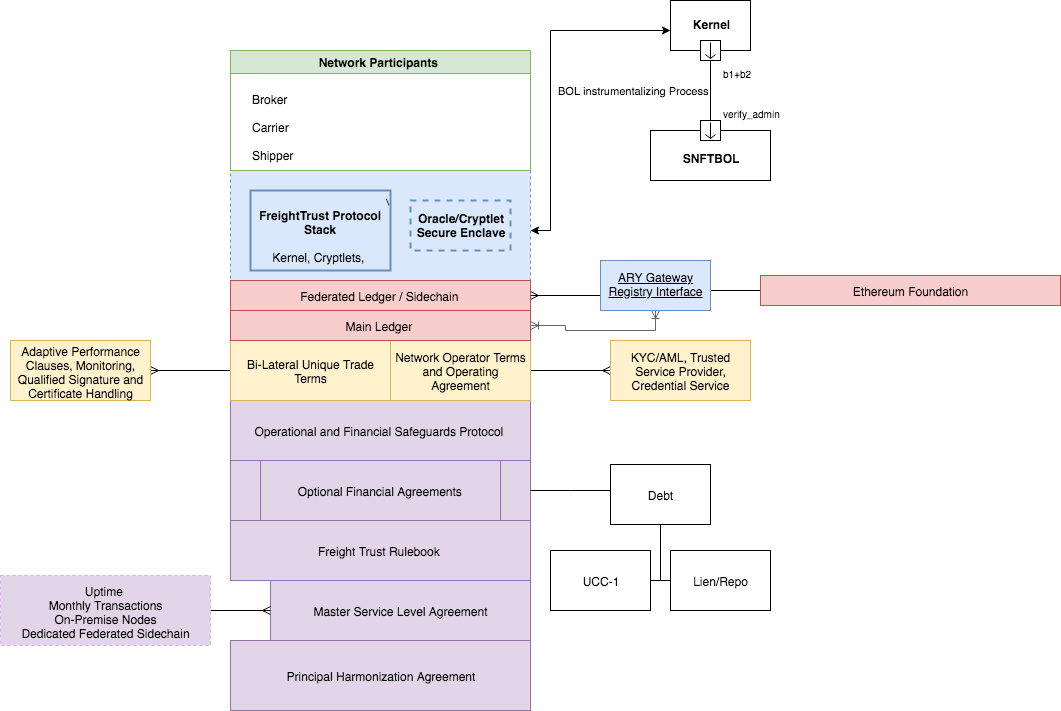 Kernel
b1+b2
BOL instrumentalizing Process
verify_admin
SNFTBOL
Network Participants
Broker
Carrier
Shipper
\
FreightTrust Protocol
Stack
Kernel, Cryptlets,
Oracle/Cryptlet
Secure Enclave
Federated Ledger / Sidechain
ARY Gateway
Registry Interface
Ethereum Foundation
Main Ledger
Adaptive Performance
Clauses, Monitoring,
Qualified Signature and
Certificate Handling
Bi-Lateral Unique Trade
Terms
Network Operator Terms
and Operating
Agreement
KYC/AML, Trusted
Service Provider,
Credential Service
Operational and Financial Safeguards Protocol
Optional Financial Agreements
Debt
Freight Trust Rulebook
UCC-1
Lien/Repo
Uptime
Monthly Transactions
On-Premise Nodes
Dedicated Federated Sidechain
Master Service Level Agreement
Principal Harmonization Agreement